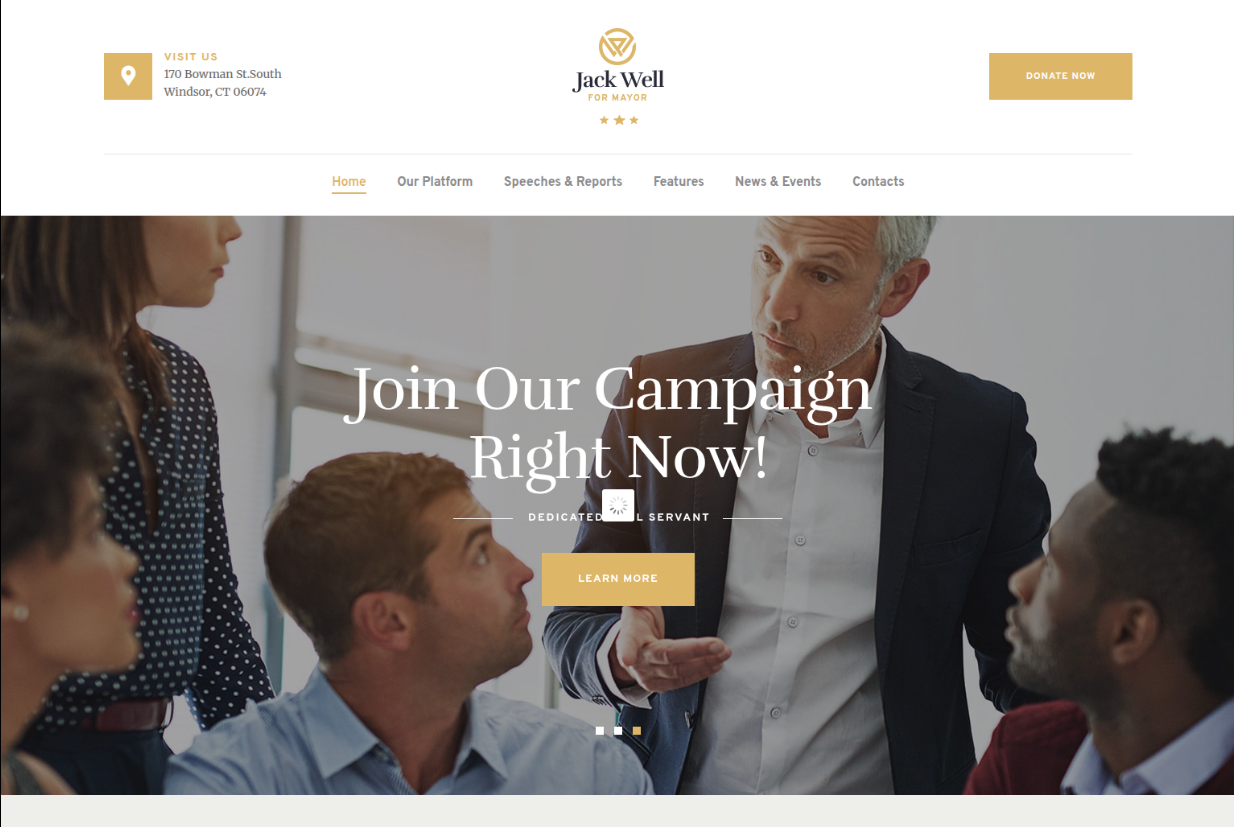 VISIT US
170 Bowman St.South
Windsor, CT 06074
Jack Well
FOR MAYOR
DONATE NOW
Home Our Platform Speeches & Reports Features News & Events Contacts
Join Our Campaign
Right Now!
DEDICATED SERVANT
LEARN MORE